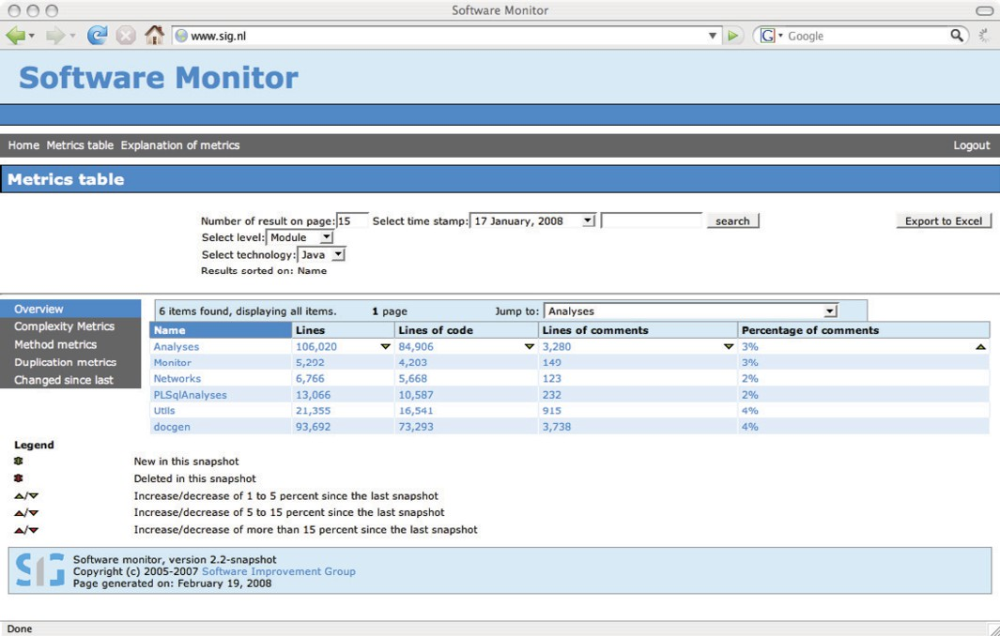 Software Monitor
www.sig.nl
Google
Software Monitor
Home Metrics table Explanation of metrics Logout
Metrics table
Number of result on page: 15 Select time stamp: 17 January, 2008 search Export to Excel
Select level: Module
Select technology: Java
Results sorted on: Name
Overview
Complexity Metrics
Method metrics
Duplication metrics
Changed since last
6 items found, displaying all items. 1 page Jump to: Analyses
Name Lines Lines of code Lines of comments Percentage of comments
Analyses 106,020 84,906 3,280 3%
Monitor 5,292 4,203 149 3%
Networks 6,766 5,668 123 2%
PLSqlAnalyses 13,066 10,587 232 2%
Utils 21,355 16,541 915 4%
docgen 93,692 73,293 3,738 4%
Legend
New in this snapshot
Deleted in this snapshot
Increase/decrease of 1 to 5 percent since the last snapshot
Increase/decrease of 5 to 15 percent since the last snapshot
Increase/decrease of more than 15 percent since the last snapshot
SIG
Software monitor, version 2.2-snapshot
Copyright (c) 2005-2007 Software Improvement Group
Page generated on: February 19, 2008
Done